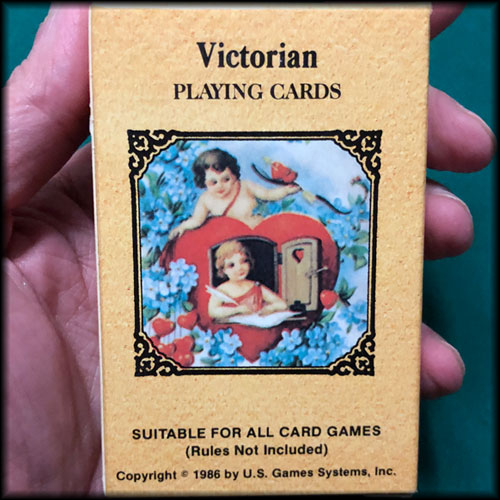 Victorian
PLAYING CARDS
SUITABLE FOR ALL CARD GAMES
(Rules Not Included)
Copyright © 1986 by U.S. Games Systems, Inc.